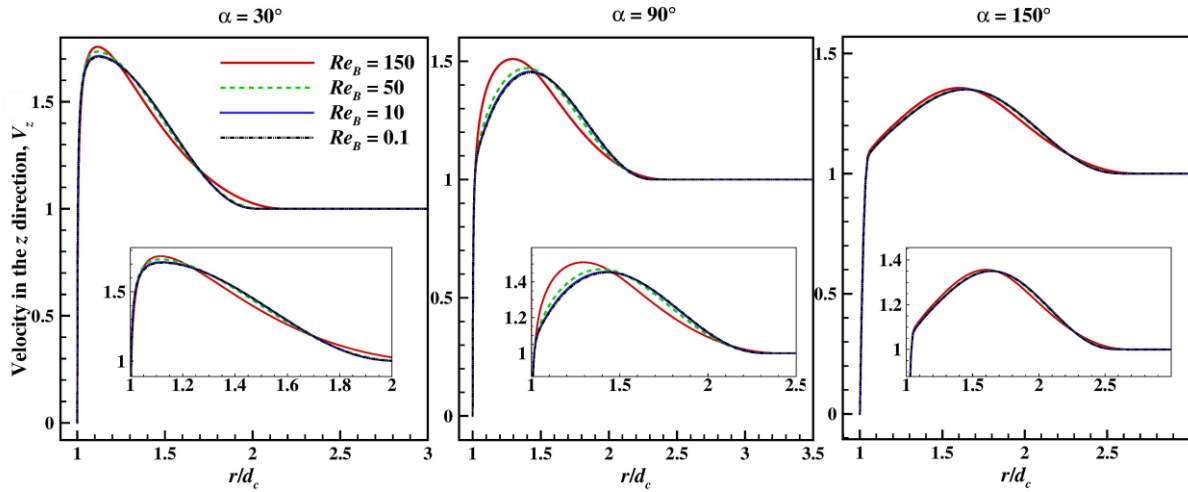 α = 30°
α = 90°
α = 150°
Velocity in the z direction, V_z
1.5
1
0.5
0
Re_B = 150
Re_B = 50
Re_B = 10
Re_B = 0.1
1.5
1
1 1.2 1.4 1.6 1.8 2
1 1.5 2 2.5 3
r/d_c
1.5
1
0.5
0
1.4
1.2
1
1 1.5 2 2.5
1 1.5 2 2.5 3 3.5
r/d_c
1.5
1
0.5
0
1.4
1.2
1
1 1.5 2 2.5
1 1.5 2 2.5
r/d_c